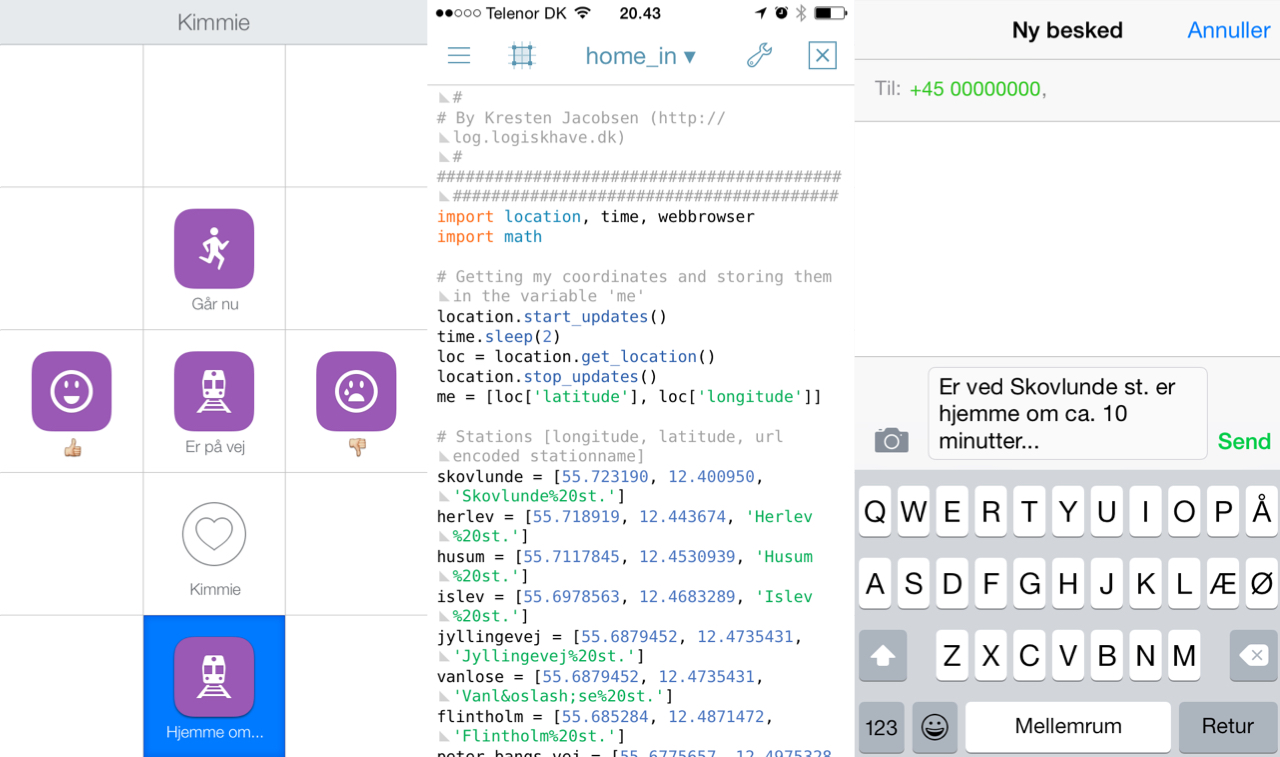 Kimmie
Går nu
👍 Er på vej 👎
Kimmie
Hjemme om...
Telenor DK 20.43
home_in ▾
#
# By Kresten Jacobsen (http://
log.logiskhave.dk)
#
##########################################
########################################
import location, time, webbrowser
import math
# Getting my coordinates and storing them
in the variable 'me'
location.start_updates()
time.sleep(2)
loc = location.get_location()
location.stop_updates()
me = [loc['latitude'], loc['longitude']]
# Stations [longitude, latitude, url
encoded stationname]
skovlunde = [55.723190, 12.400950,
'Skovlunde%20st.']
herlev = [55.718919, 12.443674, 'Herlev
%20st.']
husum = [55.7117845, 12.4530939, 'Husum
%20st.']
islev = [55.6978563, 12.4683289, 'Islev
%20st.']
jyllingevej = [55.6879452, 12.4735431,
'Jyllingevej%20st.']
vanlose = [55.6879452, 12.4735431,
'Vanl&oslash;se%20st.']
flintholm = [55.685284, 12.4871472,
'Flintholm%20st.']
peter_bangs_vej = [55.6775657, 12.4975328
Ny besked Annuller
Til: +45 00000000,
Er ved Skovlunde st. er
hjemme om ca. 10
minutter...
Send
Q W E R T Y U I O P Å
A S D F G H J K L Æ Ø
Z X C V B N M
123 Mellemrum Retur